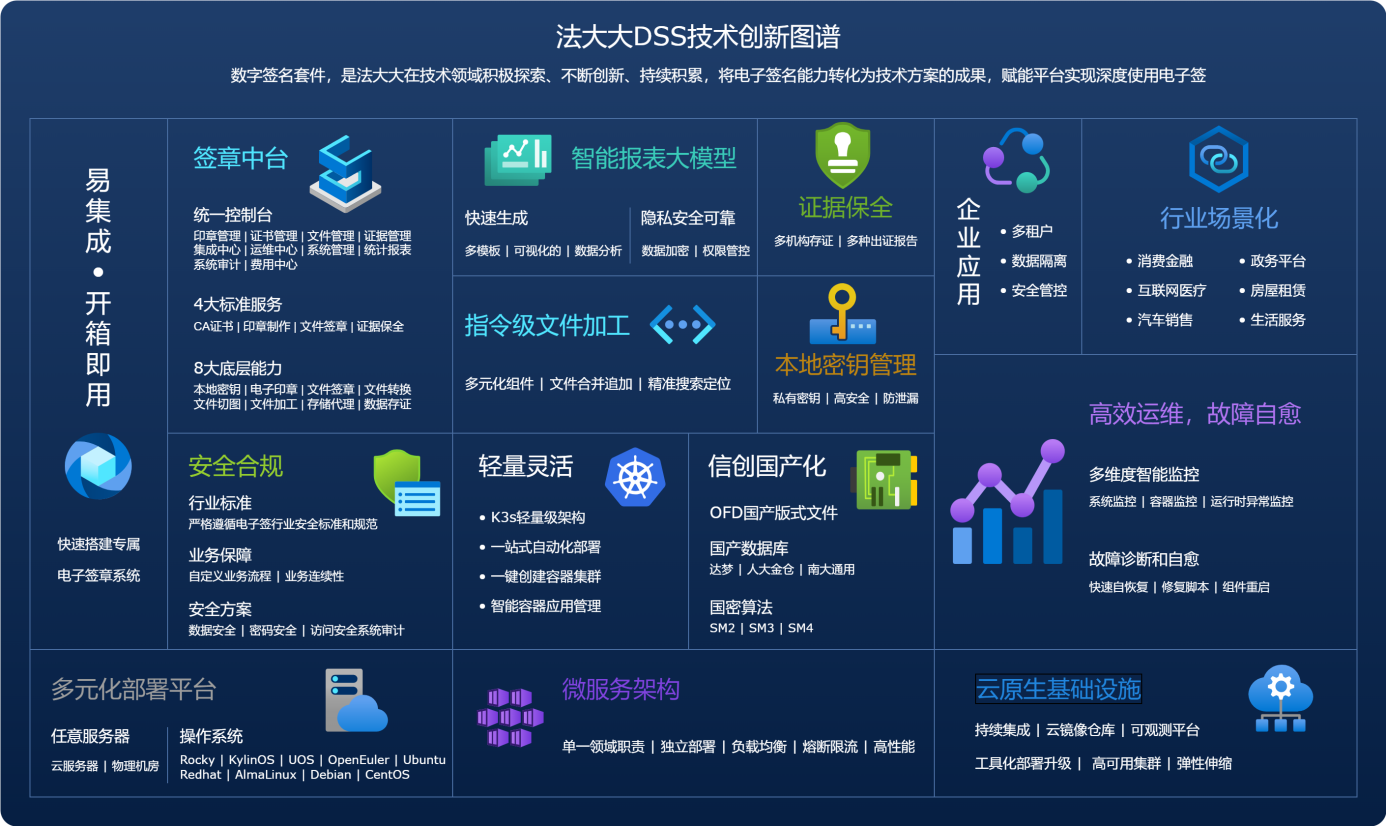 法大大DSS技术创新图谱
数字签名套件，是法大大在技术领域积极探索、不断创新、持续积累，将电子签名能力转化为技术方案的成果，赋能平台实现深度使用电子签
易集成•开箱即用
快速搭建专属
电子签章系统
签章中台
统一控制台
印章管理 | 证书管理 | 文件管理 | 证据管理
集成中心 | 运维中心 | 系统管理 | 统计报表
系统审计 | 费用中心
4大标准服务
CA证书 | 印章制作 | 文件签章 | 证据保全
8大底层能力
本地密钥 | 电子印章 | 文件签章 | 文件转换
文件切图 | 文件加工 | 存储代理 | 数据存证
智能报表大模型
快速生成
多模板 | 可视化的 | 数据分析
隐私安全可靠
数据加密 | 权限管控
证据保全
多机构存证 | 多种出证报告
指令级文件加工
多元化组件 | 文件合并追加 | 精准搜索定位
本地密钥管理
私有密钥 | 高安全 | 防泄漏
企业应用
• 多租户
• 数据隔离
• 安全管控
行业场景化
• 消费金融
• 互联网医疗
• 汽车销售
• 政务平台
• 房屋租赁
• 生活服务
安全合规
行业标准
严格遵循电子签行业安全标准和规范
业务保障
自定义业务流程 | 业务连续性
安全方案
数据安全 | 密码安全 | 访问安全系统审计
轻量灵活
• K3s轻量级架构
• 一站式自动化部署
• 一键创建容器集群
• 智能容器应用管理
信创国产化
OFD国产版式文件
国产数据库
达梦 | 人大金仓 | 南大通用
国密算法
SM2 | SM3 | SM4
高效运维，故障自愈
多维度智能监控
系统监控 | 容器监控 | 运行时异常监控
故障诊断和自愈
快速自恢复 | 修复脚本 | 组件重启
多元化部署平台
任意服务器
云服务器 | 物理机房
操作系统
Rocky | KylinOS | UOS | OpenEuler | Ubuntu
Redhat | AlmaLinux | Debian | CentOS
微服务架构
单一领域职责 | 独立部署 | 负载均衡 | 熔断限流 | 高性能
云原生基础设施
持续集成 | 云镜像仓库 | 可观测平台
工具化部署升级 | 高可用集群 | 弹性伸缩